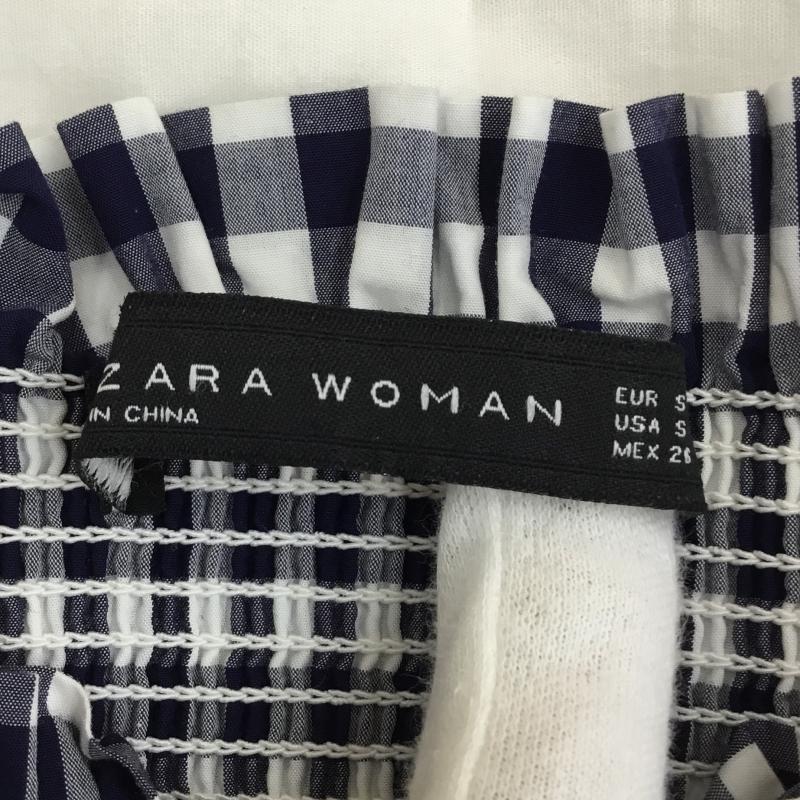 ZARA WOMAN
IN CHINA
EUR S
USA S
MEX 26